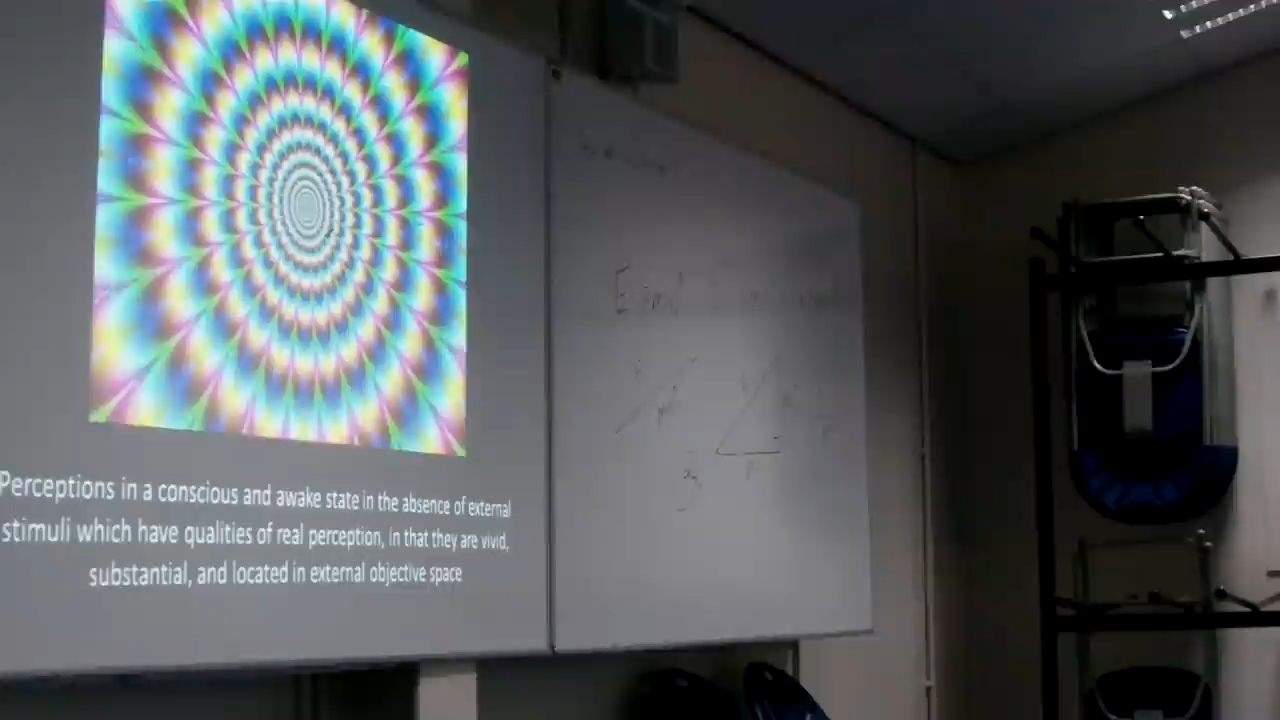 Perceptions in a conscious and awake state in the absence of external
stimuli which have qualities of real perception, in that they are vivid,
substantial, and located in external objective space